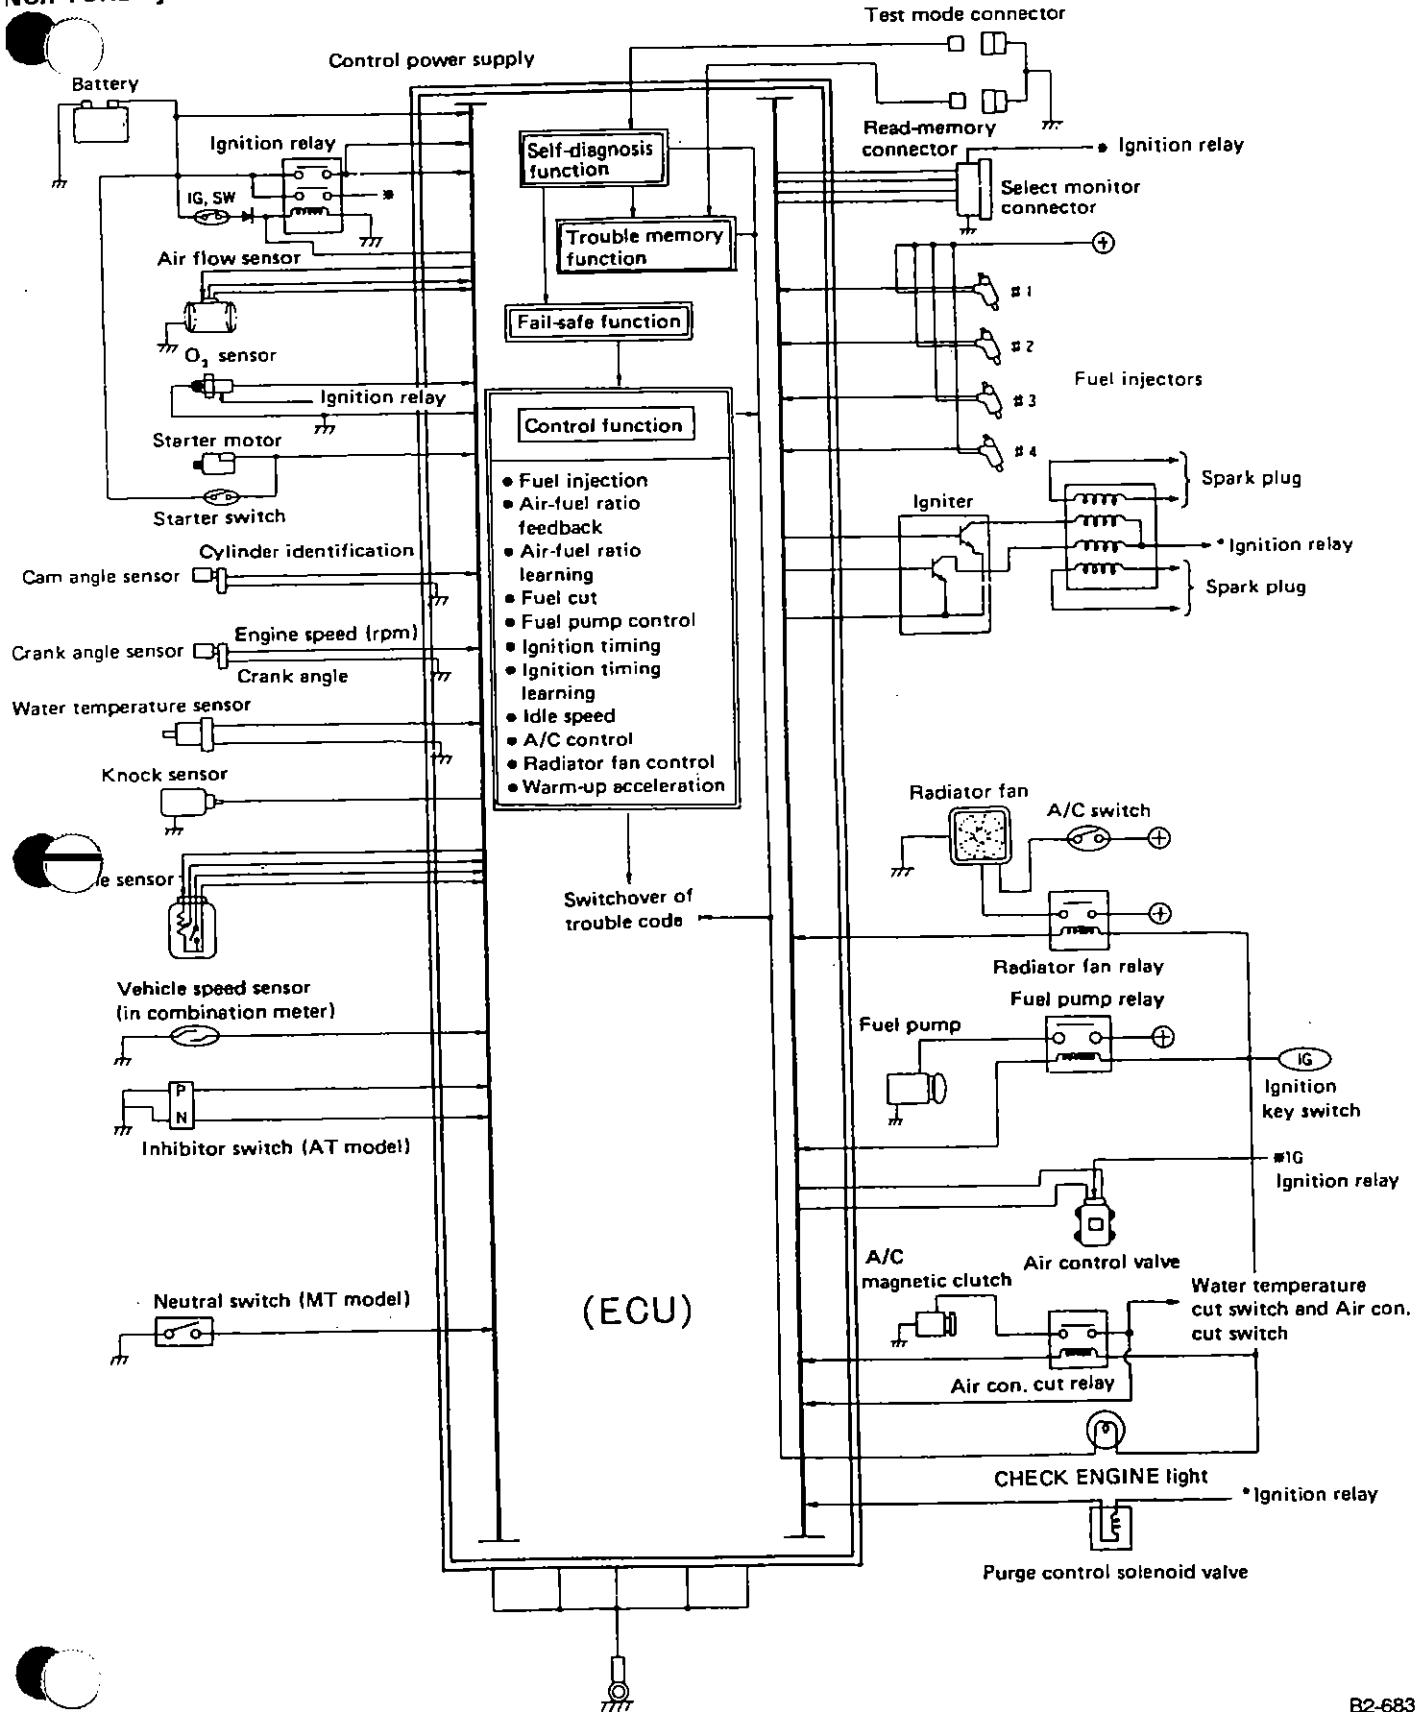 Test mode connector
Control power supply
Battery
Ignition relay
IG, SW
Read-memory
connector
Ignition relay
Select monitor
connector
Self-diagnosis
function
Trouble memory
function
Fail-safe function
Air flow sensor
O₂ sensor
Ignition relay
Starter motor
Starter switch
Cylinder identification
Cam angle sensor
Engine speed (rpm)
Crank angle sensor
Crank angle
Water temperature sensor
Knock sensor
le sensor
Vehicle speed sensor
(in combination meter)
P
N
Inhibitor switch (AT model)
Neutral switch (MT model)
Control function
• Fuel injection
• Air-fuel ratio
feedback
• Air-fuel ratio
learning
• Fuel cut
• Fuel pump control
• Ignition timing
• Ignition timing
learning
• Idle speed
• A/C control
• Radiator fan control
• Warm-up acceleration
Switchover of
trouble code
(ECU)
#1
#2
#3
#4
Fuel injectors
Igniter
Spark plug
*Ignition relay
Spark plug
Radiator fan
A/C switch
Radiator fan relay
Fuel pump relay
Fuel pump
IG
Ignition
key switch
*IG
Ignition relay
Air control valve
A/C
magnetic clutch
Water temperature
cut switch and Air con.
cut switch
Air con. cut relay
CHECK ENGINE light
*Ignition relay
Purge control solenoid valve
B2-683